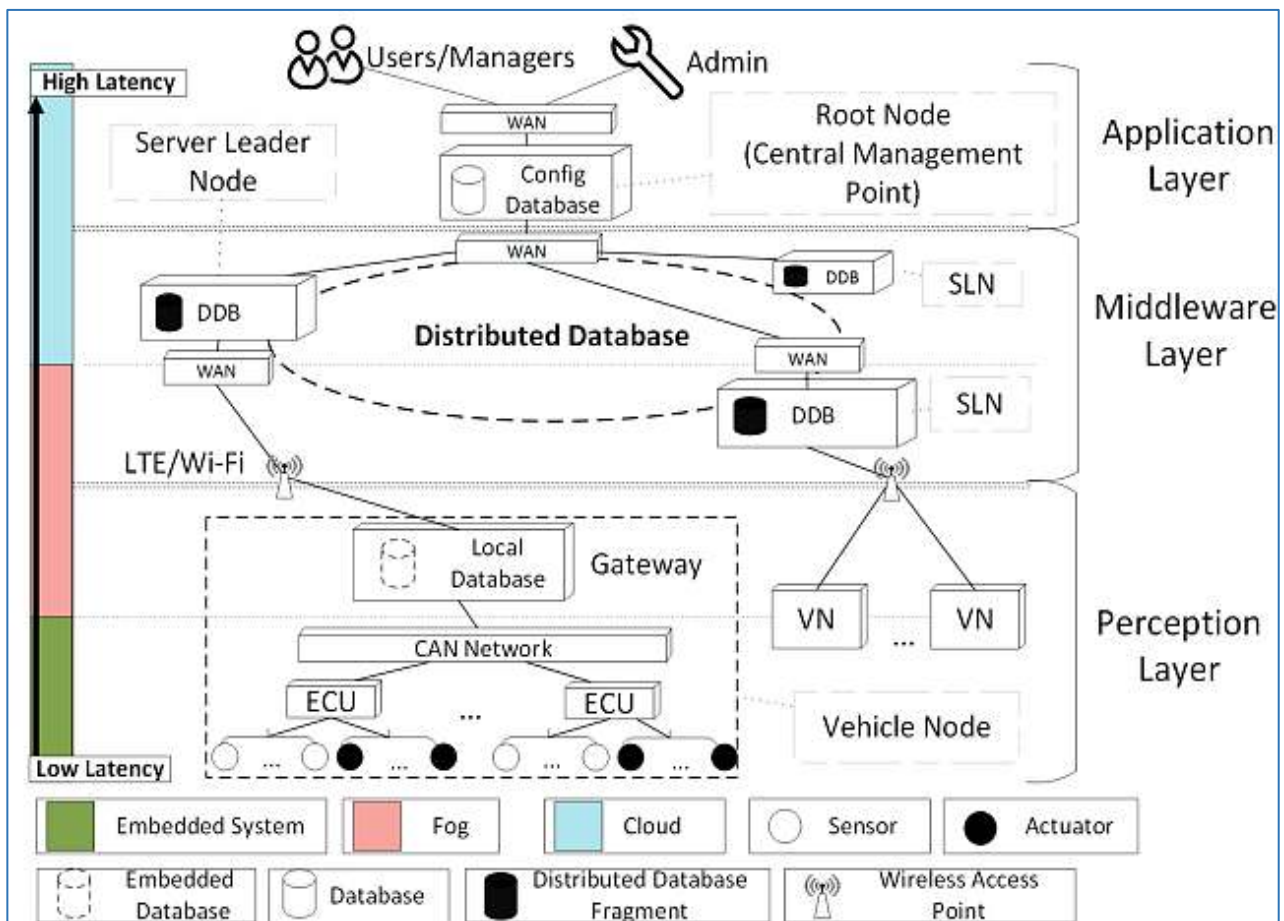 Users/Managers
Admin
High Latency
WAN
Server Leader
Node
Root Node
(Central Management
Point)
Config
Database
Application
Layer
WAN
DDB
SLN
DDB
Distributed Database
WAN
WAN
Middleware
Layer
DDB
SLN
LTE/Wi-Fi
Local
Database
Gateway
VN
...
VN
CAN Network
Perception
Layer
ECU
...
ECU
Vehicle Node
...
...
...
...
Low Latency
Embedded System
Fog
Cloud
Sensor
Actuator
Embedded
Database
Database
Distributed Database
Fragment
Wireless Access
Point